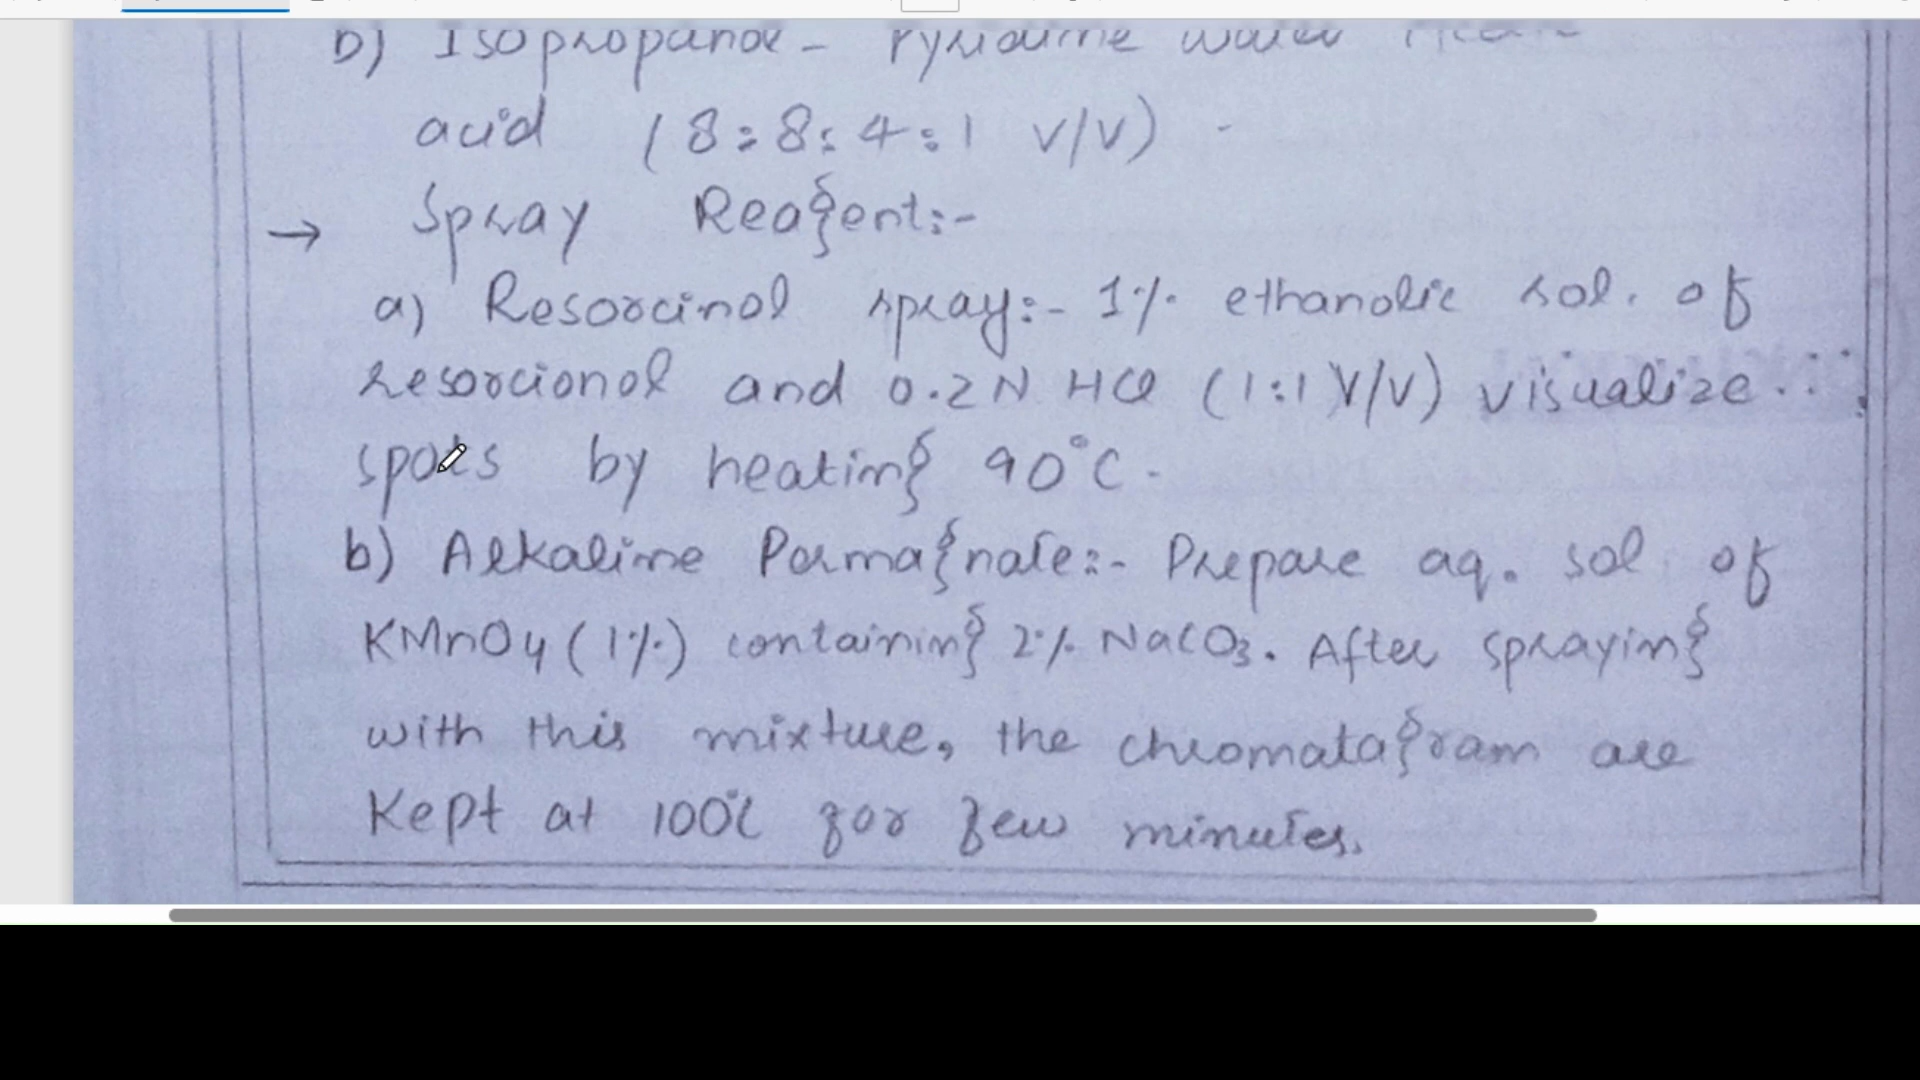 b) Isopropanol - Pyridine water
acid (8:8:4:1 V/V)
→ Spray Reagent:-
a) Resorcinol spray:- 1% ethanolic sol. of
resorcionol and 0.2N HCl (1:1 V/V) visualize
spots by heating 90°C.
b) Alkaline Permagnate:- Prepare aq. sol of
KMnO4 (1%) containing 2% NaCO3. After spraying
with this mixture, the chromatagram are
Kept at 100°C for few minutes.